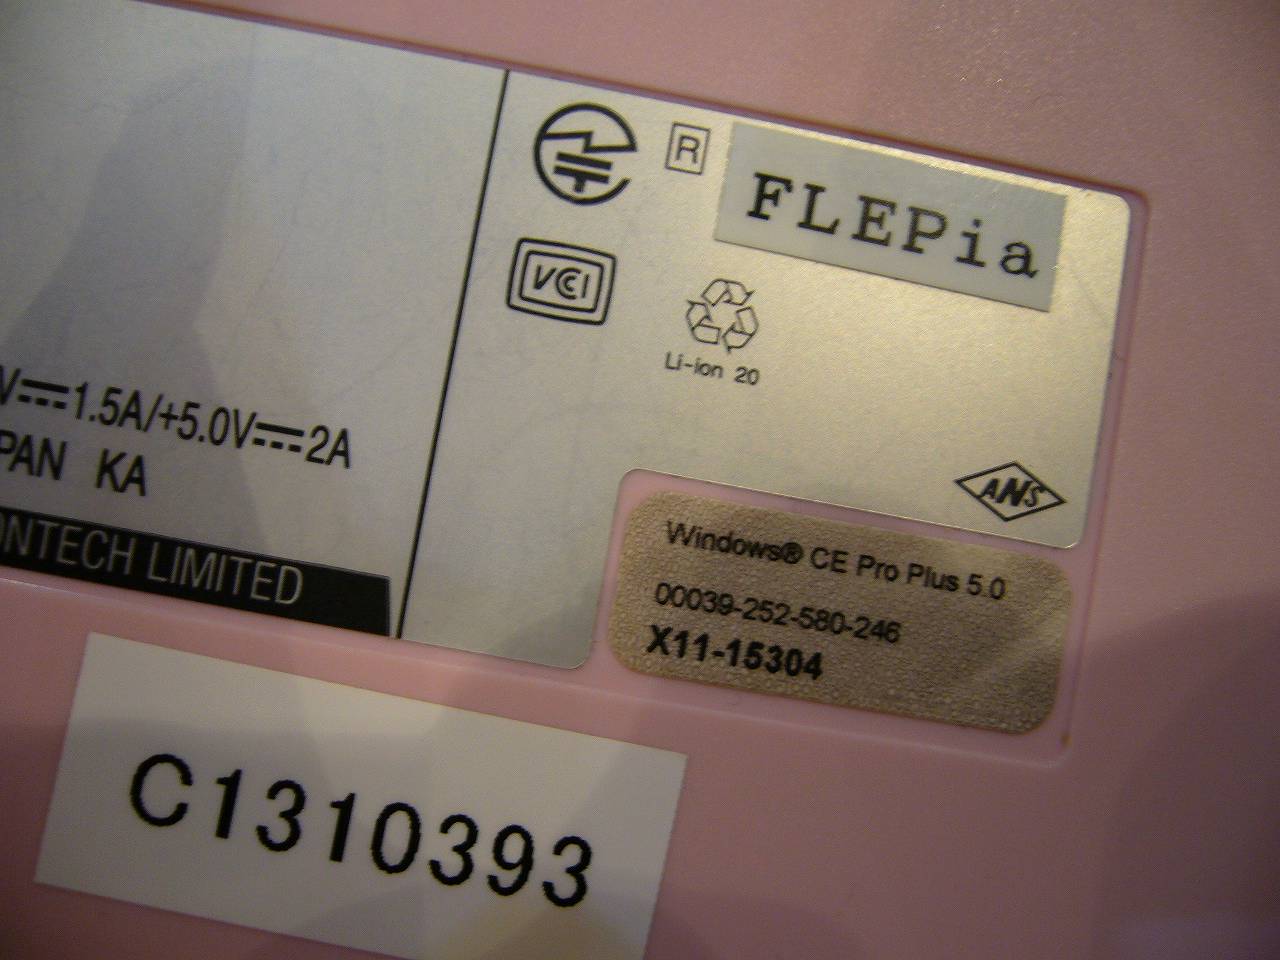 R
FLEPia
VCCI
Li-ion 20
V⎓1.5A/+5.0V⎓2A
PAN KA
ONTECH LIMITED
ANS
Windows® CE Pro Plus 5.0
00039-252-580-246
X11-15304
C1310393